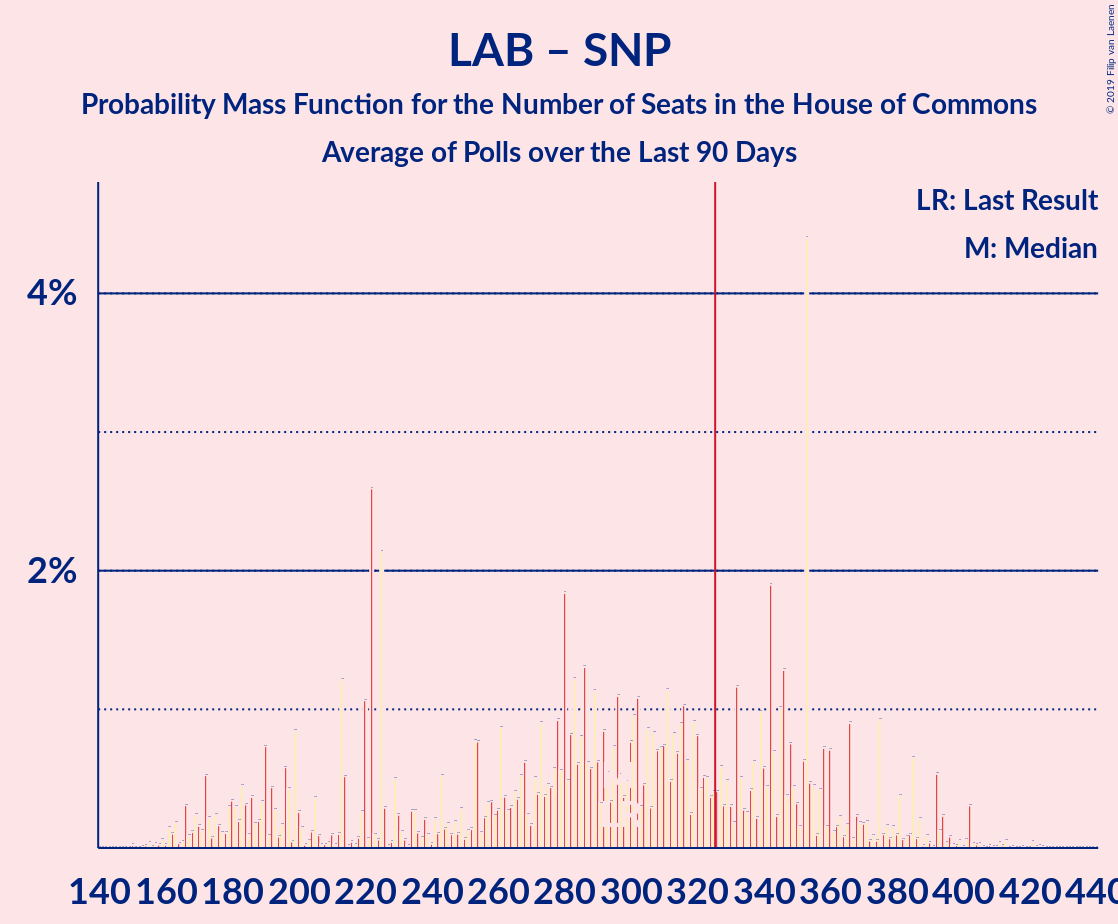 LAB – SNP
Probability Mass Function for the Number of Seats in the House of Commons
Average of Polls over the Last 90 Days
© 2019 Filip van Laenen
LR: Last Result
M: Median
4%
2%
140 160 180 200 220 240 260 280 300 320 340 360 380 400 420 440